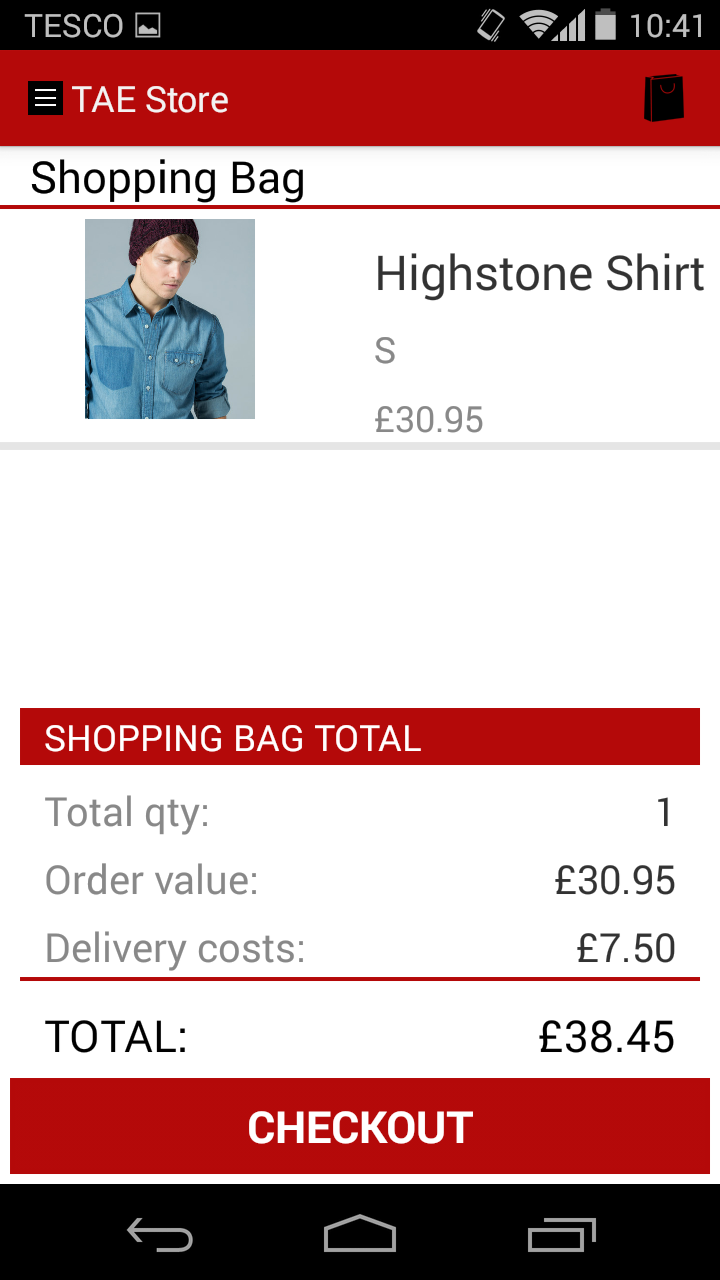 TESCO 10:41
TAE Store
Shopping Bag
Highstone Shirt
S
£30.95
SHOPPING BAG TOTAL
Total qty: 1
Order value: £30.95
Delivery costs: £7.50
TOTAL: £38.45
CHECKOUT